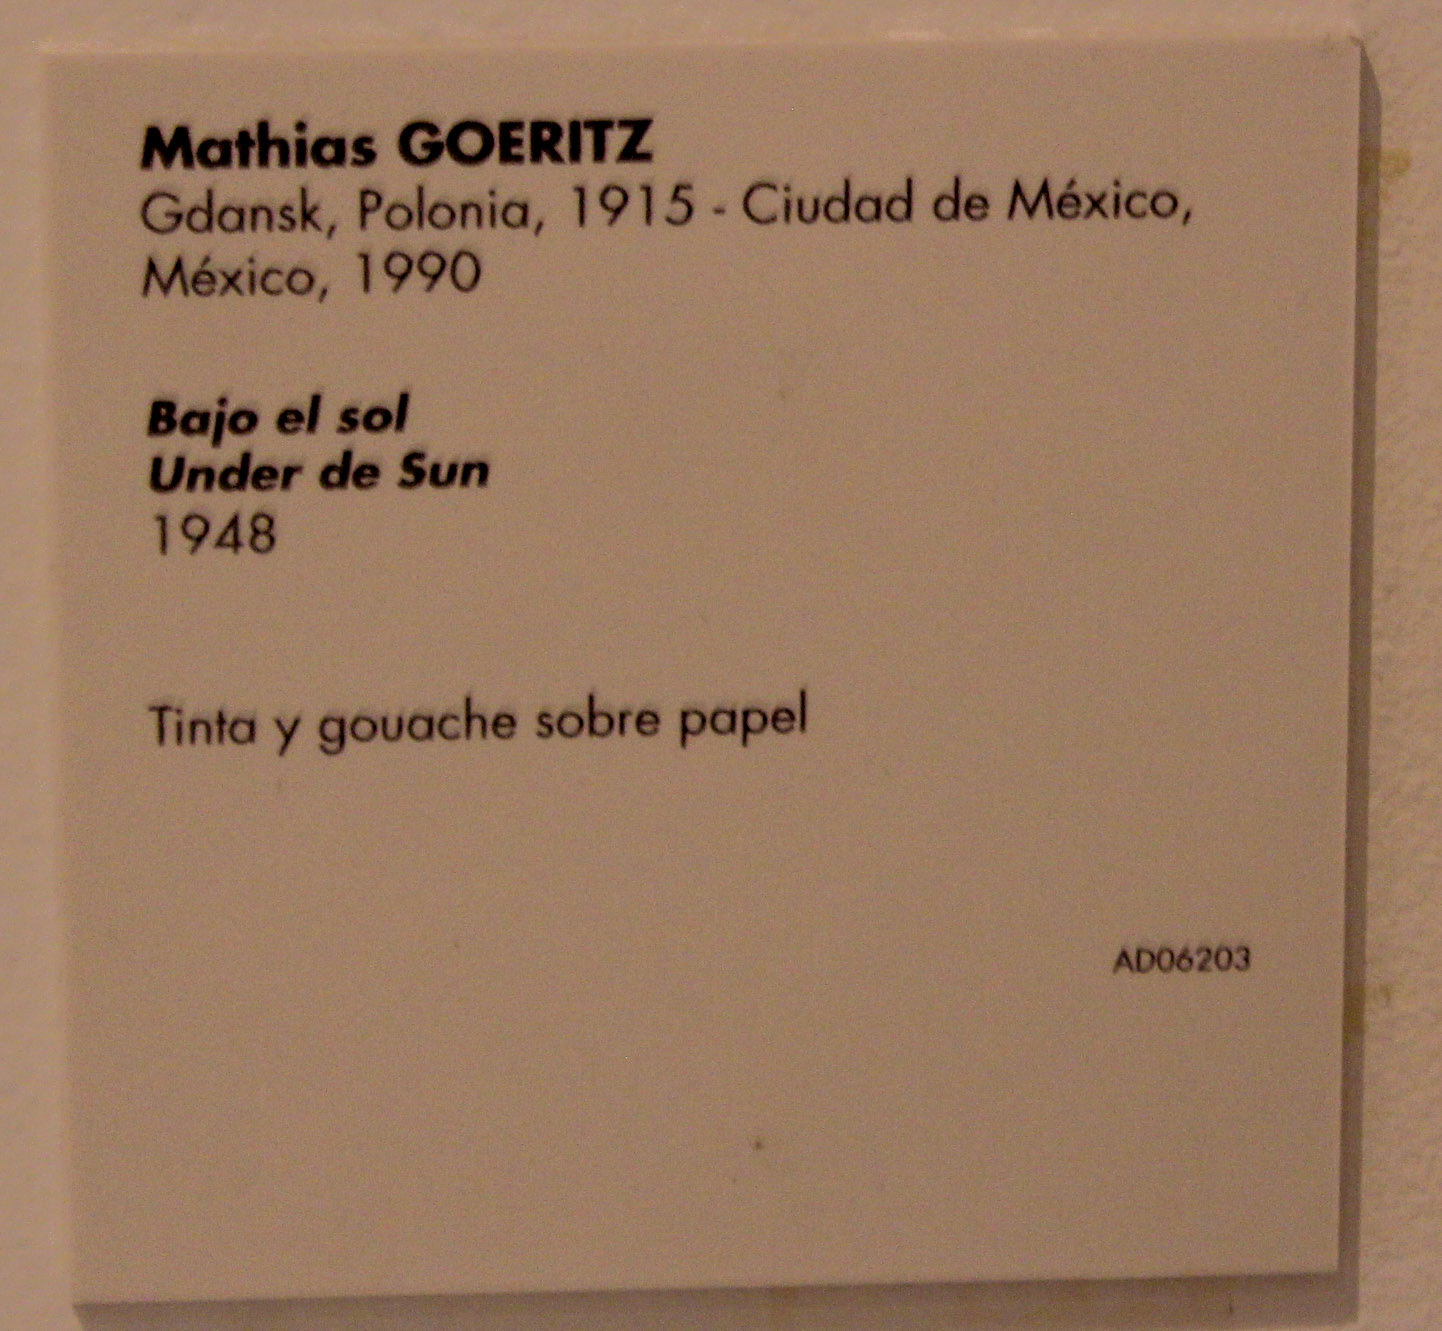 Mathias GOERITZ
Gdansk, Polonia, 1915 - Ciudad de México,
México, 1990
Bajo el sol
Under de Sun
1948
Tinta y gouache sobre papel
AD06203